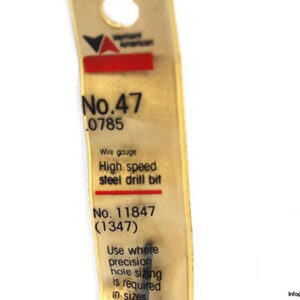 Vermont
American
No.47
.0785
Wire gauge
High speed
steel drill bit
No. 11847
(1347)
Use where
precision
hole sizing
is required
in sizes